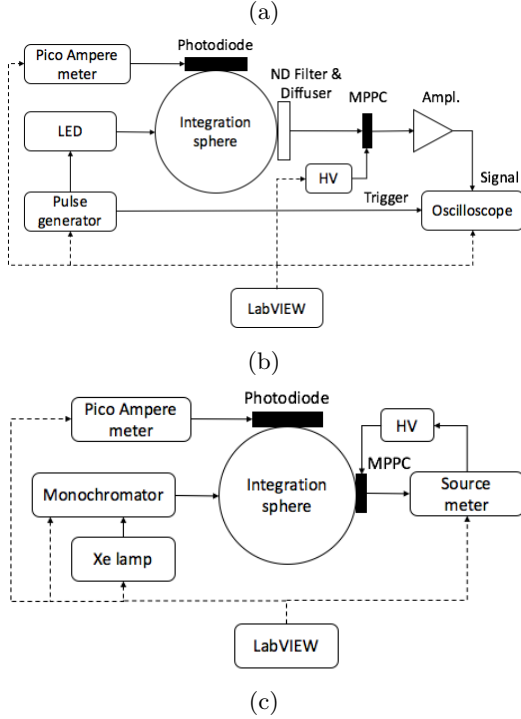 (a)
Photodiode
Pico Ampere
meter
ND Filter &
Diffuser
MPPC
Ampl.
LED
Integration
sphere
HV
Signal
Pulse
generator
Trigger
Oscilloscope
LabVIEW
(b)
Photodiode
Pico Ampere
meter
HV
MPPC
Monochromator
Integration
sphere
Source
meter
Xe lamp
LabVIEW
(c)